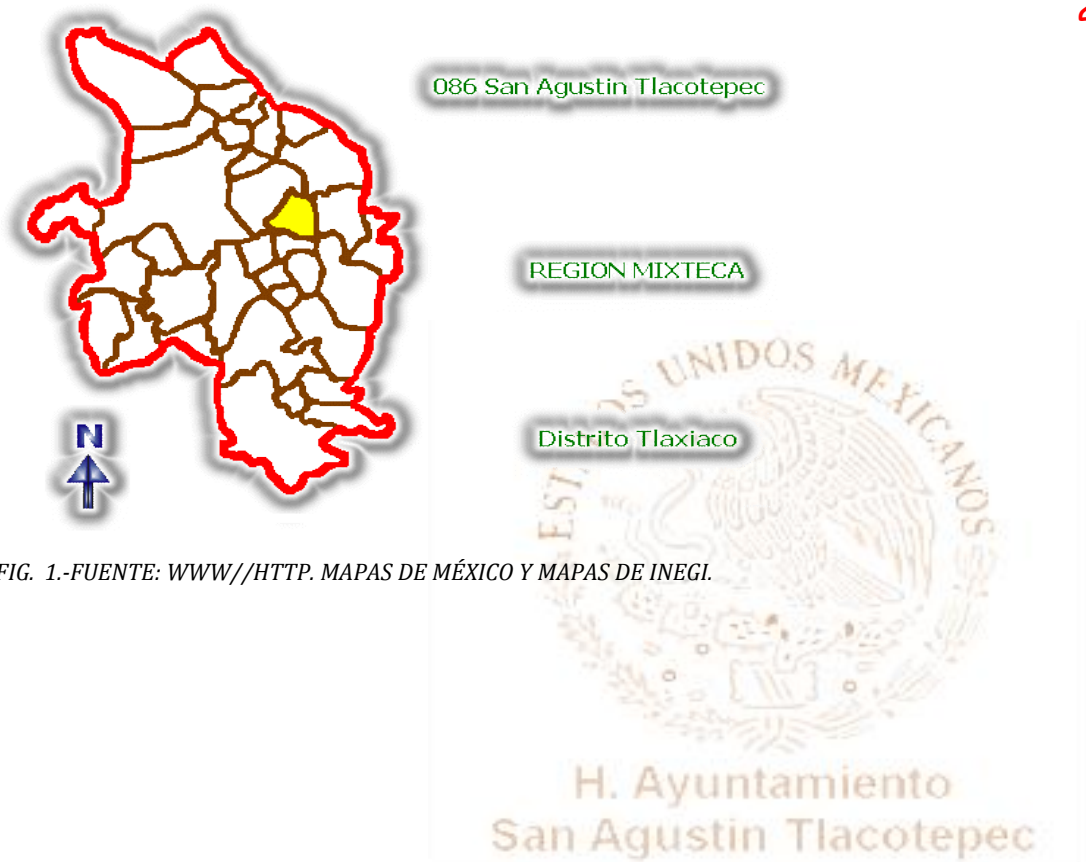 086 San Agustin Tlacotepec
REGION MIXTECA
Distrito Tlaxiaco
N
FIG. 1.-FUENTE: WWW//HTTP. MAPAS DE MÉXICO Y MAPAS DE INEGI.
ESTADOS UNIDOS MEXICANOS
H. Ayuntamiento
San Agustin Tlacotepec